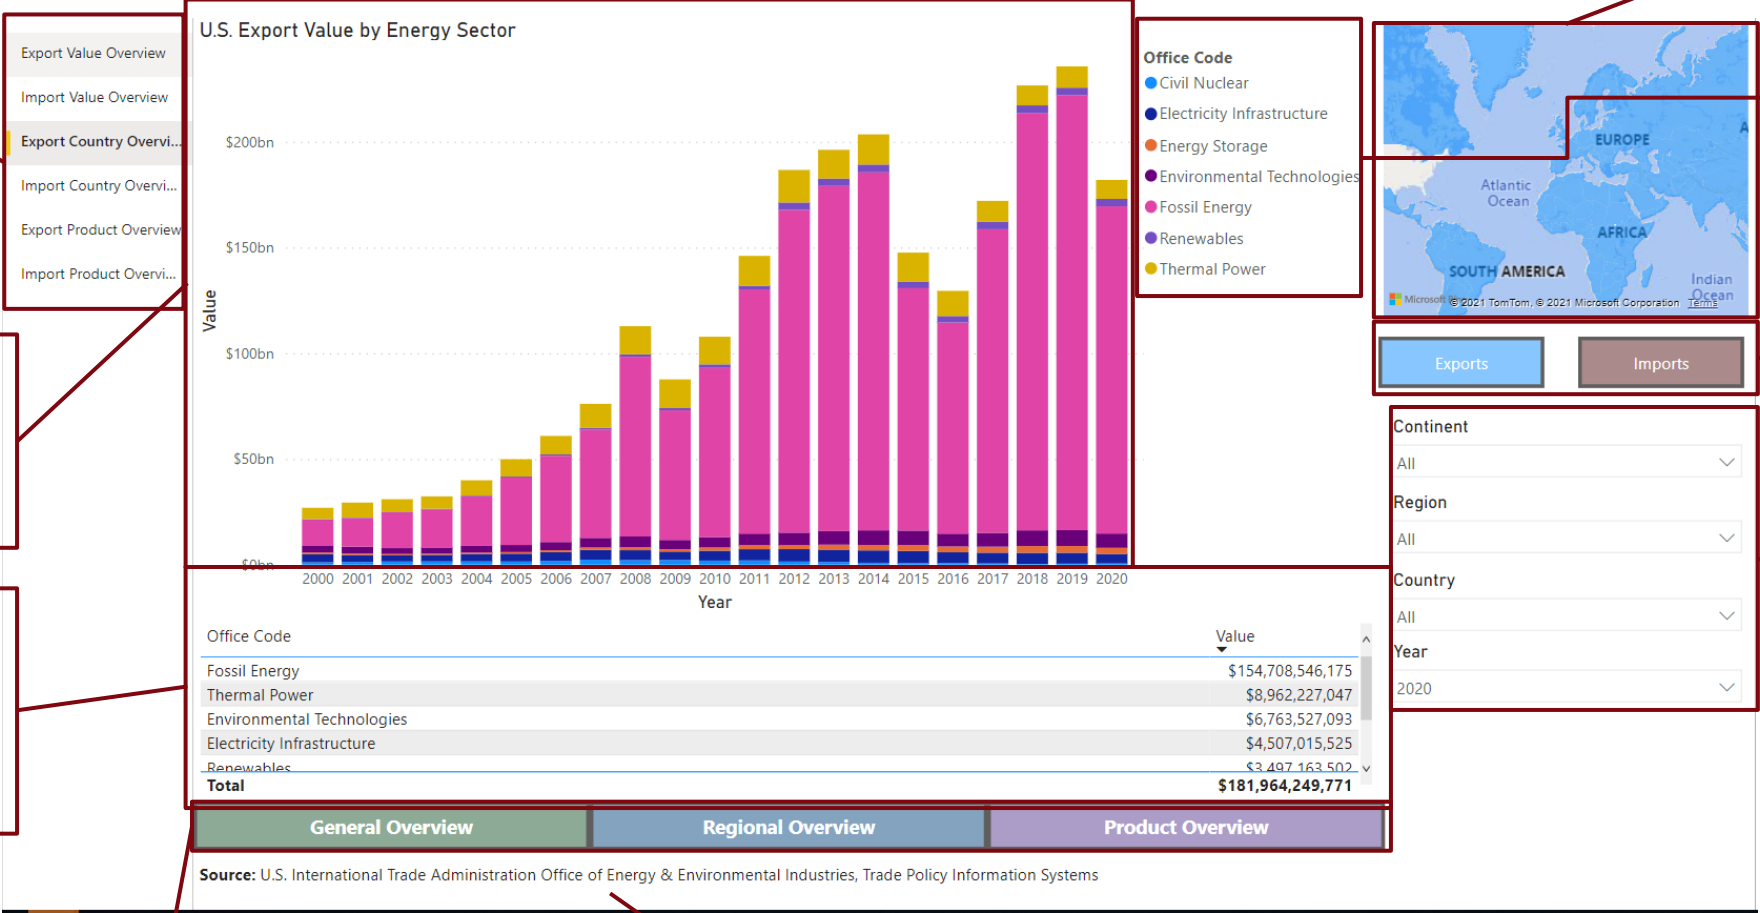 U.S. Export Value by Energy Sector
Export Value Overview
Import Value Overview
Export Country Overvi...
Import Country Overvi...
Export Product Overview
Import Product Overvi...
Value
$200bn
$150bn
$100bn
$50bn
$0bn
2000 2001 2002 2003 2004 2005 2006 2007 2008 2009 2010 2011 2012 2013 2014 2015 2016 2017 2018 2019 2020
Year
Office Code
Civil Nuclear
Electricity Infrastructure
Energy Storage
Environmental Technologies
Fossil Energy
Renewables
Thermal Power
EUROPE
A
Atlantic
Ocean
AFRICA
SOUTH AMERICA
Indian
Ocean
Microsoft
© 2021 TomTom, © 2021 Microsoft Corporation Terms
Exports Imports
Continent
All
Region
All
Country
All
Year
2020
Office Code Value
Fossil Energy $154,708,546,175
Thermal Power $8,962,227,047
Environmental Technologies $6,763,527,093
Electricity Infrastructure $4,507,015,525
Renewables $3,497,163,502
Total $181,964,249,771
General Overview Regional Overview Product Overview
Source: U.S. International Trade Administration Office of Energy & Environmental Industries, Trade Policy Information Systems